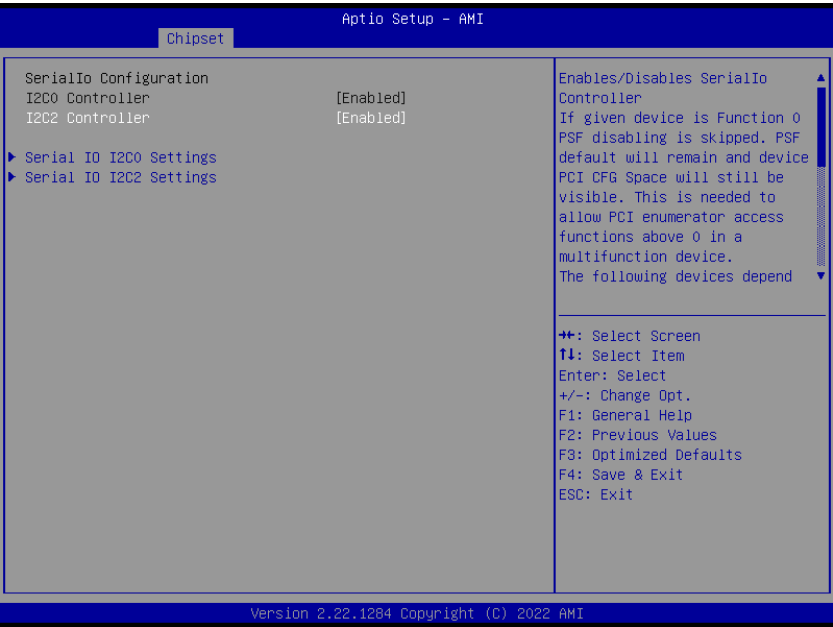 Aptio Setup - AMI
Chipset
SerialIo Configuration
I2C0 Controller [Enabled]
I2C2 Controller [Enabled]
Serial IO I2C0 Settings
Serial IO I2C2 Settings
Enables/Disables SerialIo
Controller
If given device is Function 0
PSF disabling is skipped. PSF
default will remain and device
PCI CFG Space will still be
visible. This is needed to
allow PCI enumerator access
functions above 0 in a
multifunction device.
The following devices depend
→←: Select Screen
↑↓: Select Item
Enter: Select
+/-: Change Opt.
F1: General Help
F2: Previous Values
F3: Optimized Defaults
F4: Save & Exit
ESC: Exit
Version 2.22.1284 Copyright (C) 2022 AMI